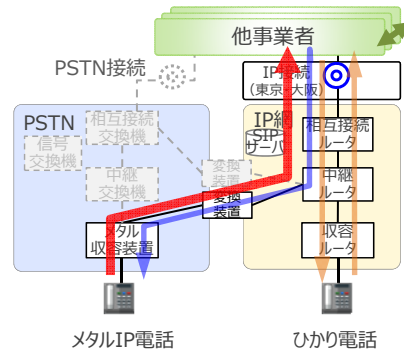 他事業者
PSTN接続
IP接続
(東京・大阪)
PSTN
相互接続
交換機
信号
交換機
中継
交換機
メタル
収容装置
変換
装置
変換
装置
IP網
SIP
サーバ
相互接続
ルータ
中継
ルータ
収容
ルータ
メタルIP電話
ひかり電話